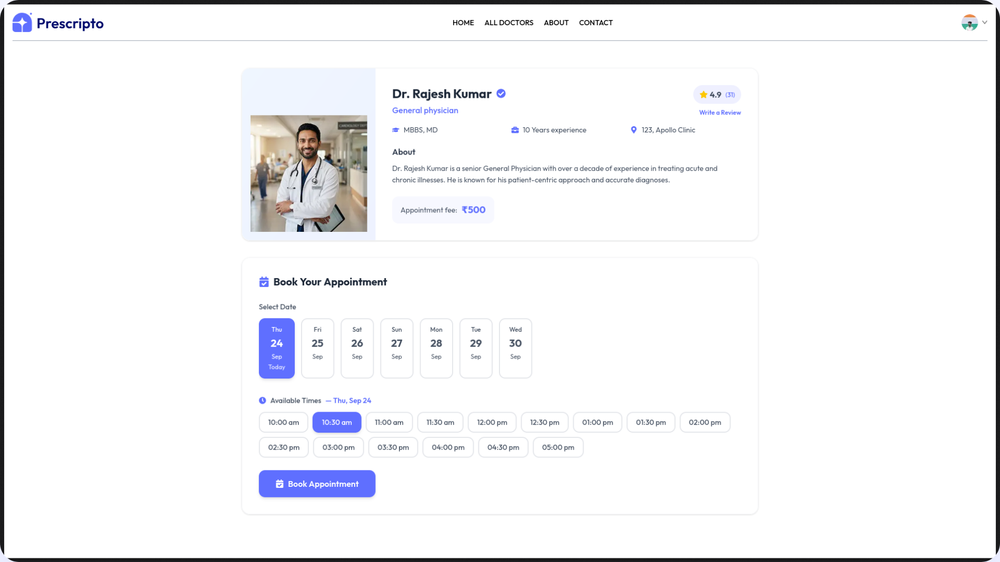 Prescripto
HOME ALL DOCTORS ABOUT CONTACT
CARDIOLOGY DEPT
Dr. Rajesh Kumar
4.9 (31)
General physician
Write a Review
MBBS, MD
10 Years experience
123, Apollo Clinic
About
Dr. Rajesh Kumar is a senior General Physician with over a decade of experience in treating acute and
chronic illnesses. He is known for his patient-centric approach and accurate diagnoses.
Appointment fee: ₹500
Book Your Appointment
Select Date
Thu
24
Sep
Today
Fri
25
Sep
Sat
26
Sep
Sun
27
Sep
Mon
28
Sep
Tue
29
Sep
Wed
30
Sep
Available Times — Thu, Sep 24
10:00 am 10:30 am 11:00 am 11:30 am 12:00 pm 12:30 pm 01:00 pm 01:30 pm 02:00 pm
02:30 pm 03:00 pm 03:30 pm 04:00 pm 04:30 pm 05:00 pm
Book Appointment